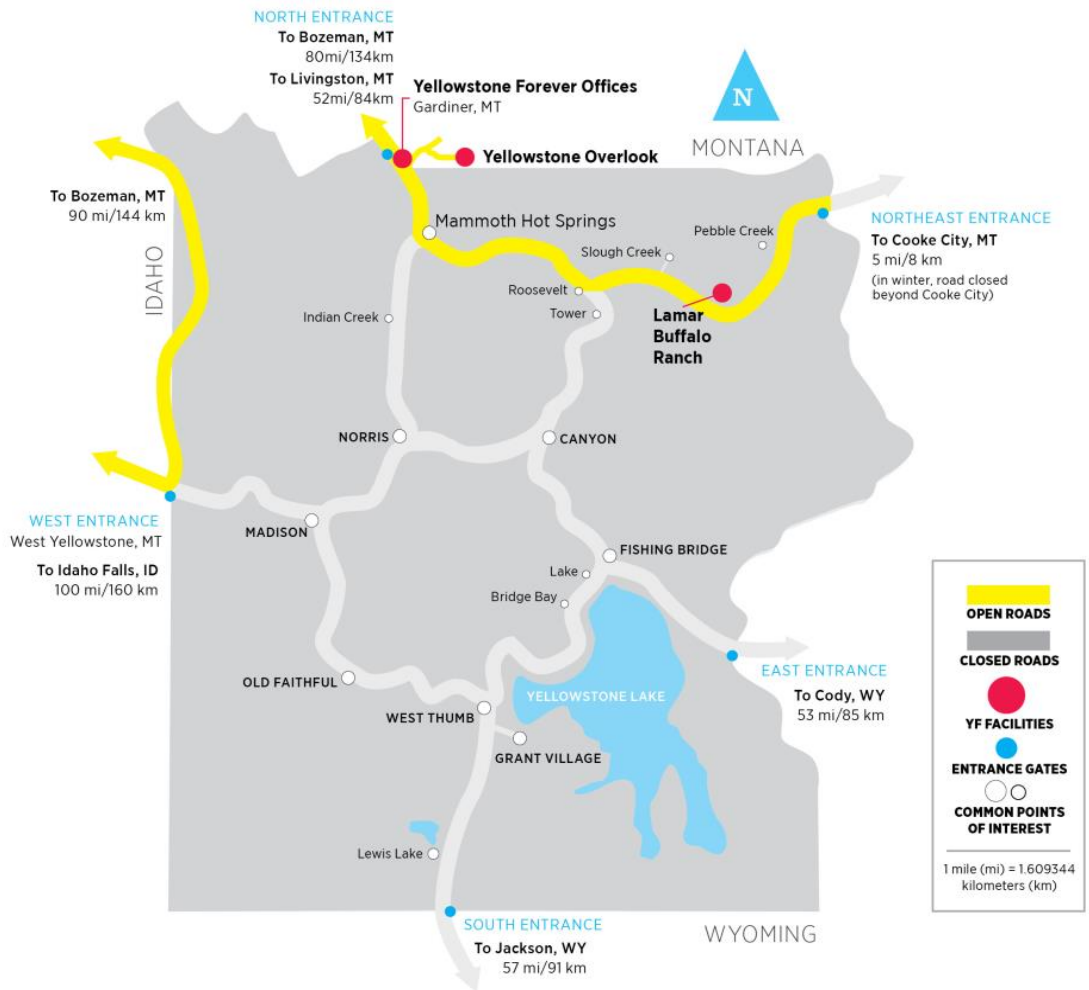 NORTH ENTRANCE
To Bozeman, MT
80mi/134km
To Livingston, MT
52mi/84km
Yellowstone Forever Offices
Gardiner, MT
N
MONTANA
Yellowstone Overlook
To Bozeman, MT
90 mi/144 km
IDAHO
Mammoth Hot Springs
Pebble Creek
Slough Creek
NORTHEAST ENTRANCE
To Cooke City, MT
5 mi/8 km
(in winter, road closed
beyond Cooke City)
Roosevelt
Tower
Indian Creek
Lamar
Buffalo
Ranch
NORRIS
CANYON
WEST ENTRANCE
West Yellowstone, MT
To Idaho Falls, ID
100 mi/160 km
MADISON
FISHING BRIDGE
Lake
Bridge Bay
OLD FAITHFUL
WEST THUMB
GRANT VILLAGE
YELLOWSTONE LAKE
EAST ENTRANCE
To Cody, WY
53 mi/85 km
Lewis Lake
SOUTH ENTRANCE
To Jackson, WY
57 mi/91 km
WYOMING
OPEN ROADS
CLOSED ROADS
YF FACILITIES
ENTRANCE GATES
COMMON POINTS
OF INTEREST
1 mile (mi) = 1.609344
kilometers (km)